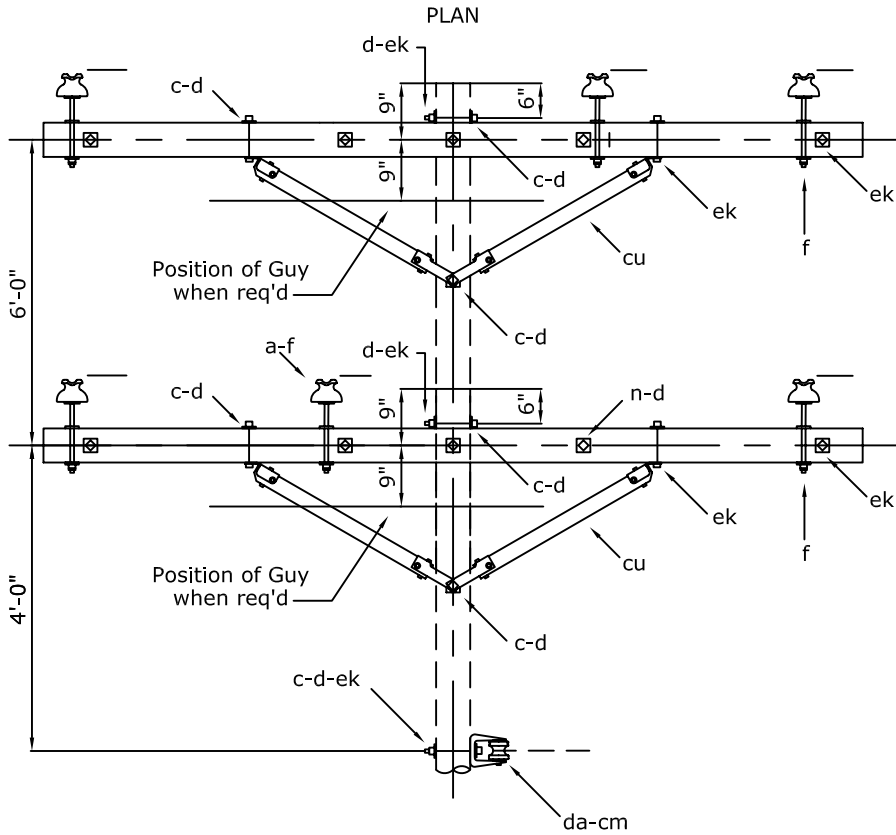 PLAN
d-ek
c-d
9"
6"
9"
c-d
ek
ek
f
cu
Position of Guy
when req'd
c-d
6'-0"
a-f
d-ek
c-d
9"
6"
n-d
9"
c-d
ek
ek
f
cu
Position of Guy
when req'd
c-d
4'-0"
c-d-ek
da-cm